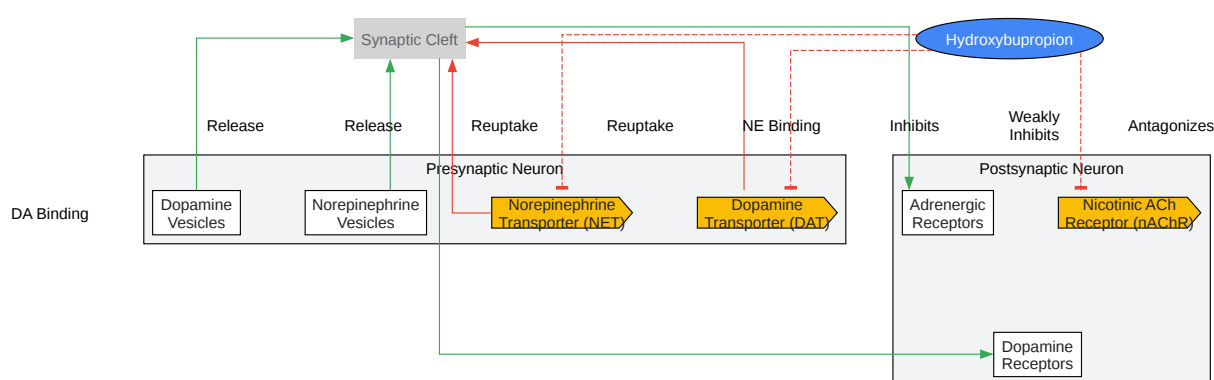 Synaptic Cleft
Hydroxybupropion
Release
Release
Reuptake
Reuptake
NE Binding
Inhibits
Weakly
Inhibits
Antagonizes
Presynaptic Neuron
Postsynaptic Neuron
DA Binding
Dopamine
Vesicles
Norepinephrine
Vesicles
Norepinephrine
Transporter (NET)
Dopamine
Transporter (DAT)
Adrenergic
Receptors
Nicotinic ACh
Receptor (nAChR)
Dopamine
Receptors